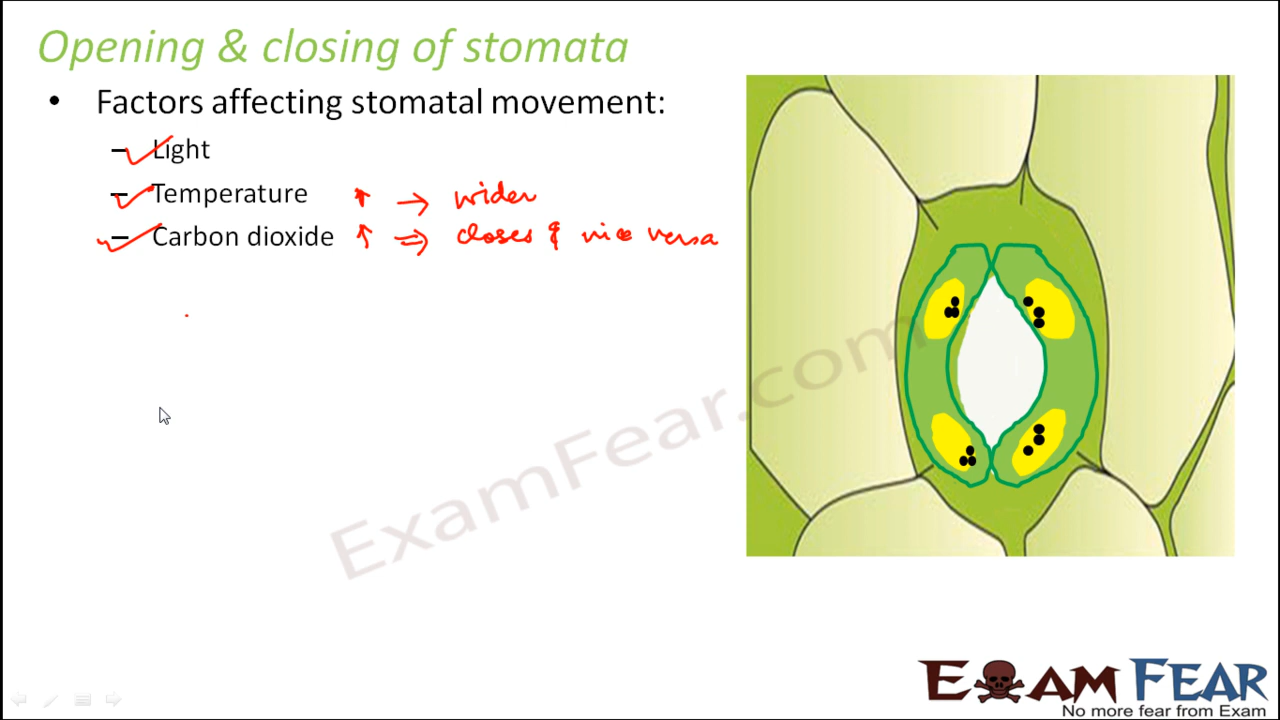 Opening & closing of stomata
• Factors affecting stomatal movement:
– Light
– Temperature ↑ → wider
– Carbon dioxide ↑ ⇒ closes & vice versa
ExamFear.com
EXAM FEAR
No more fear from Exam